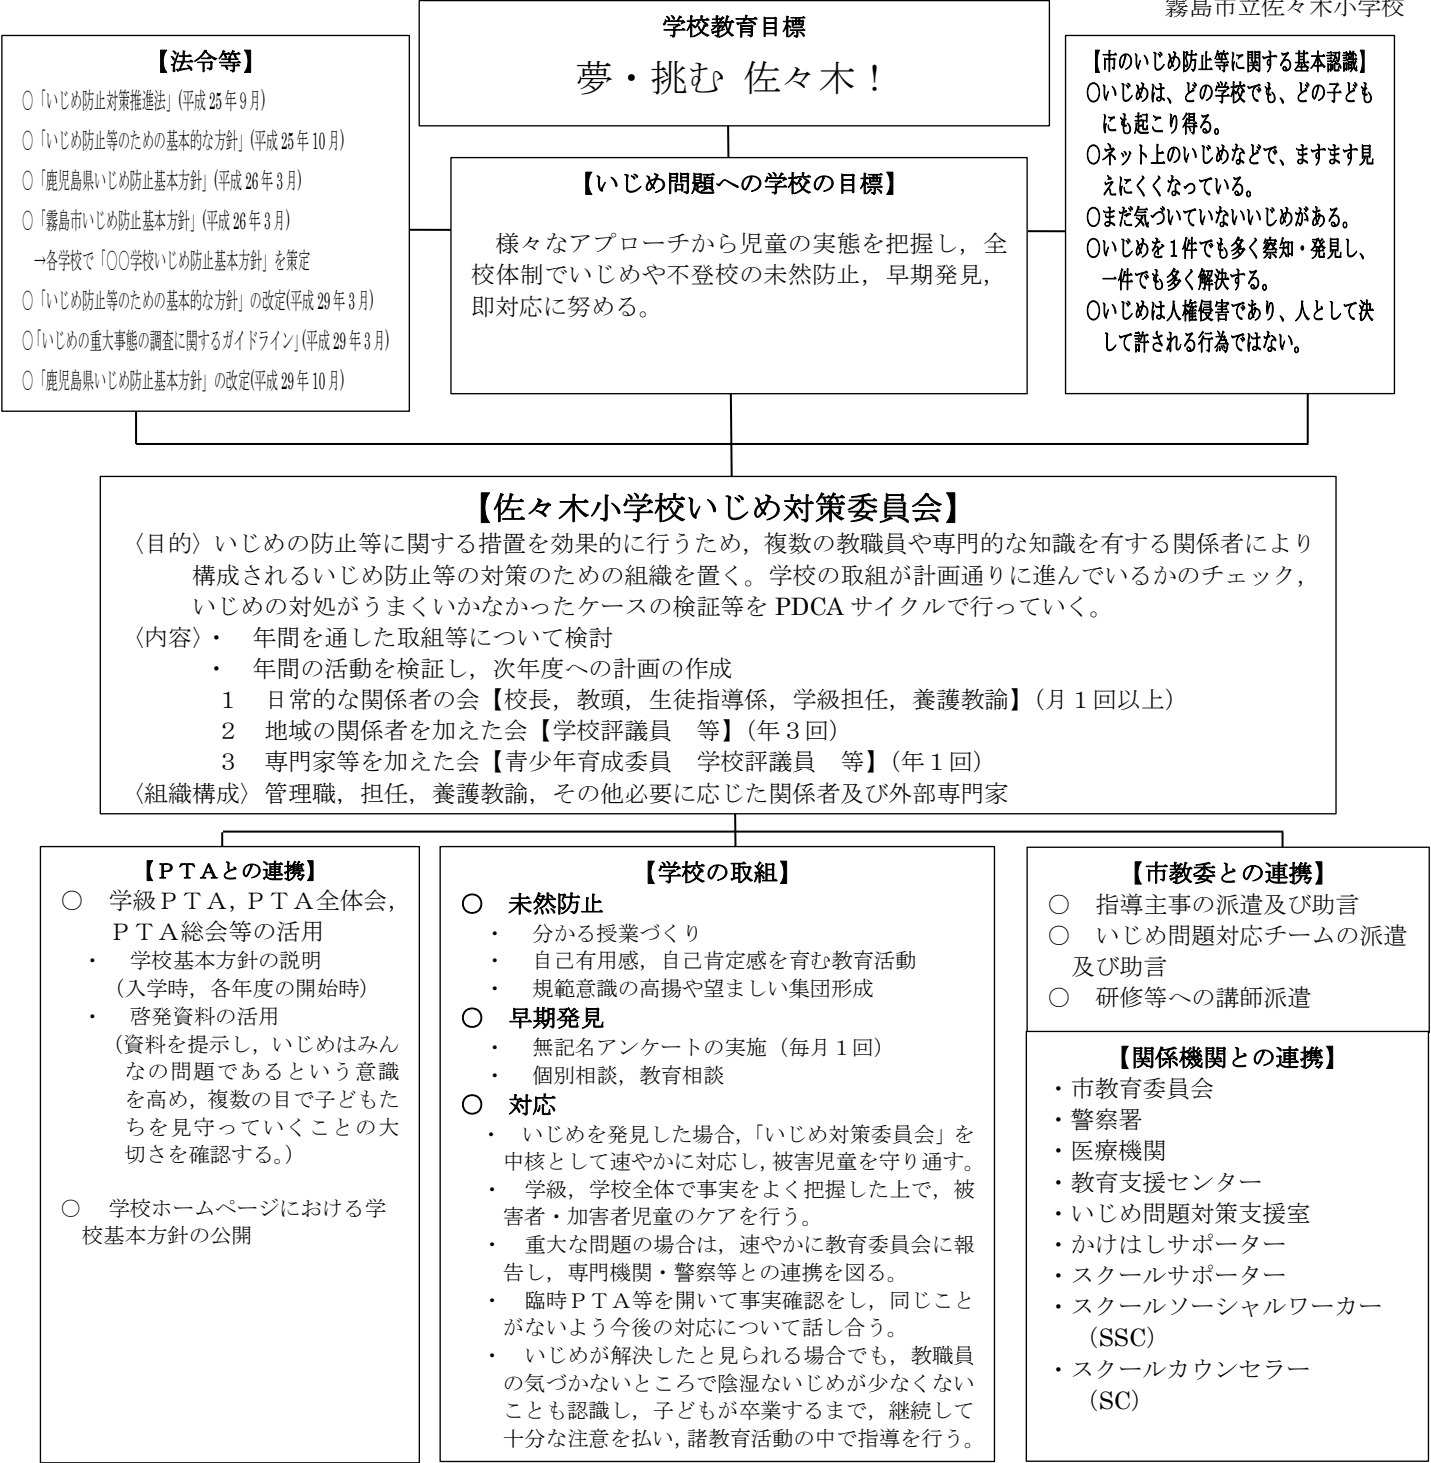 霧島市立佐々木小学校
学校教育目標
夢・挑む 佐々木！
【法令等】
○「いじめ防止対策推進法」(平成25年9月)
○「いじめ防止等のための基本的な方針」(平成25年10月)
○「鹿児島県いじめ防止基本方針」(平成26年3月)
○「霧島市いじめ防止基本方針」(平成26年3月)
→各学校で「〇〇学校いじめ防止基本方針」を策定
○「いじめ防止等のための基本的な方針」の改定(平成29年3月)
○「いじめの重大事態の調査に関するガイドライン」(平成29年3月)
○「鹿児島県いじめ防止基本方針」の改定(平成29年10月)
【いじめ問題への学校の目標】
様々なアプローチから児童の実態を把握し，全
校体制でいじめや不登校の未然防止，早期発見，
即対応に努める。
【市のいじめ防止等に関する基本認識】
○いじめは、どの学校でも、どの子ども
にも起こり得る。
○ネット上のいじめなどで、ますます見
えにくくなっている。
○まだ気づいていないいじめがある。
○いじめを１件でも多く察知・発見し、
一件でも多く解決する。
○いじめは人権侵害であり、人として決
して許される行為ではない。
【佐々木小学校いじめ対策委員会】
〈目的〉いじめの防止等に関する措置を効果的に行うため，複数の教職員や専門的な知識を有する関係者により
構成されるいじめ防止等の対策のための組織を置く。学校の取組が計画通りに進んでいるかのチェック，
いじめの対処がうまくいかなかったケースの検証等を PDCA サイクルで行っていく。
〈内容〉・　年間を通した取組等について検討
・　年間の活動を検証し，次年度への計画の作成
１　日常的な関係者の会【校長，教頭，生徒指導係，学級担任，養護教諭】（月１回以上）
２　地域の関係者を加えた会【学校評議員　等】（年３回）
３　専門家等を加えた会【青少年育成委員　学校評議員　等】（年１回）
〈組織構成〉管理職，担任，養護教諭，その他必要に応じた関係者及び外部専門家
【ＰＴＡとの連携】
○　学級ＰＴＡ，ＰＴＡ全体会，
ＰＴＡ総会等の活用
・　学校基本方針の説明
（入学時，各年度の開始時）
・　啓発資料の活用
（資料を提示し，いじめはみん
なの問題であるという意識
を高め，複数の目で子どもた
ちを見守っていくことの大
切さを確認する。）
○　学校ホームページにおける学
校基本方針の公開
【学校の取組】
○　未然防止
・　分かる授業づくり
・　自己有用感，自己肯定感を育む教育活動
・　規範意識の高揚や望ましい集団形成
○　早期発見
・　無記名アンケートの実施（毎月１回）
・　個別相談，教育相談
○　対応
・　いじめを発見した場合，「いじめ対策委員会」を
中核として速やかに対応し，被害児童を守り通す。
・　学級，学校全体で事実をよく把握した上で，被
害者・加害者児童のケアを行う。
・　重大な問題の場合は，速やかに教育委員会に報
告し，専門機関・警察等との連携を図る。
・　臨時ＰＴＡ等を開いて事実確認をし，同じこと
がないよう今後の対応について話し合う。
・　いじめが解決したと見られる場合でも，教職員
の気づかないところで陰湿ないじめが少なくない
ことも認識し，子どもが卒業するまで，継続して
十分な注意を払い，諸教育活動の中で指導を行う。
【市教委との連携】
○　指導主事の派遣及び助言
○　いじめ問題対応チームの派遣
及び助言
○　研修等への講師派遣
【関係機関との連携】
・市教育委員会
・警察署
・医療機関
・教育支援センター
・いじめ問題対策支援室
・かけはしサポーター
・スクールサポーター
・スクールソーシャルワーカー
（SSC）
・スクールカウンセラー
（SC）